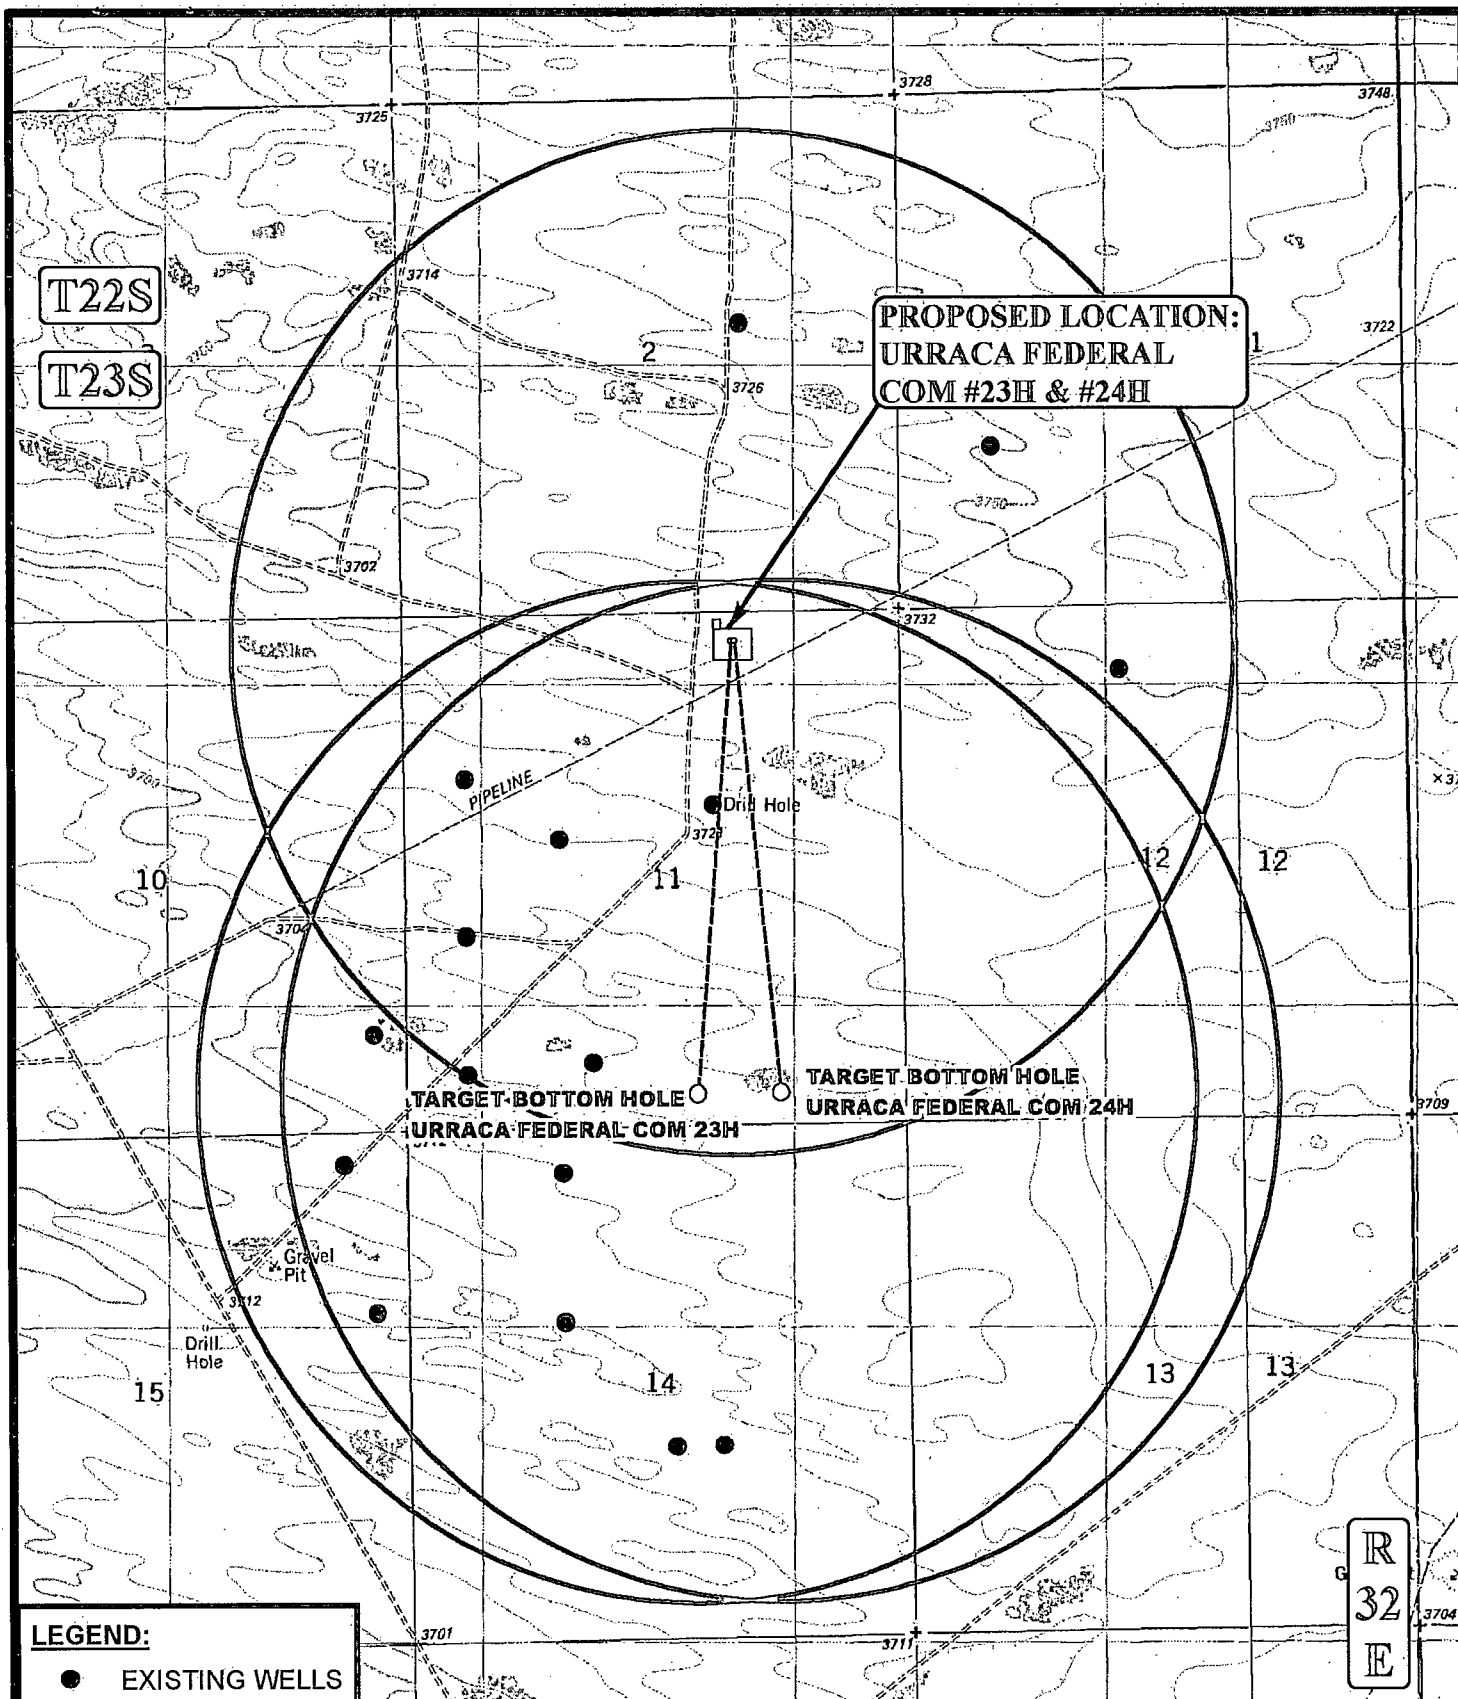 3728
3748
3725
3750
T22S
3714
PROPOSED LOCATION:
URRACA FEDERAL
COM #23H & #24H
3722
1
2
T23S
3726
3750
3702
3732
3700
PIPELINE
Drill Hole
10
11
12
12
3704
TARGET BOTTOM HOLE
URRACA FEDERAL COM 23H
TARGET BOTTOM HOLE
URRACA FEDERAL COM 24H
3709
Gravel
Pit
3712
Drill
Hole
15
14
13
13
R
32
E
3704
3701
3711
LEGEND:
EXISTING WELLS